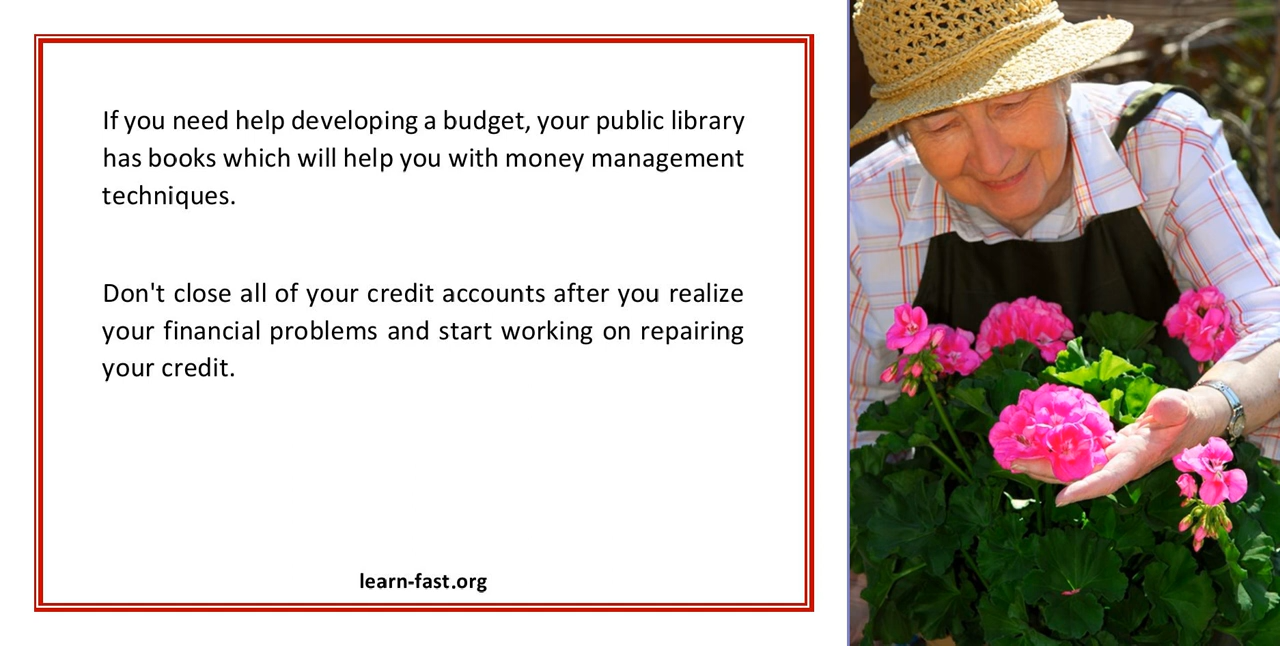 If you need help developing a budget, your public library
has books which will help you with money management
techniques.
Don't close all of your credit accounts after you realize
your financial problems and start working on repairing
your credit.
learn-fast.org